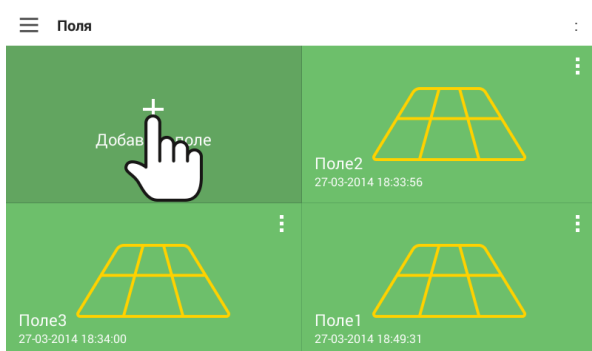 Поля
Добав поле
Поле2
27-03-2014 18:33:56
Поле3
27-03-2014 18:34:00
Поле1
27-03-2014 18:49:31